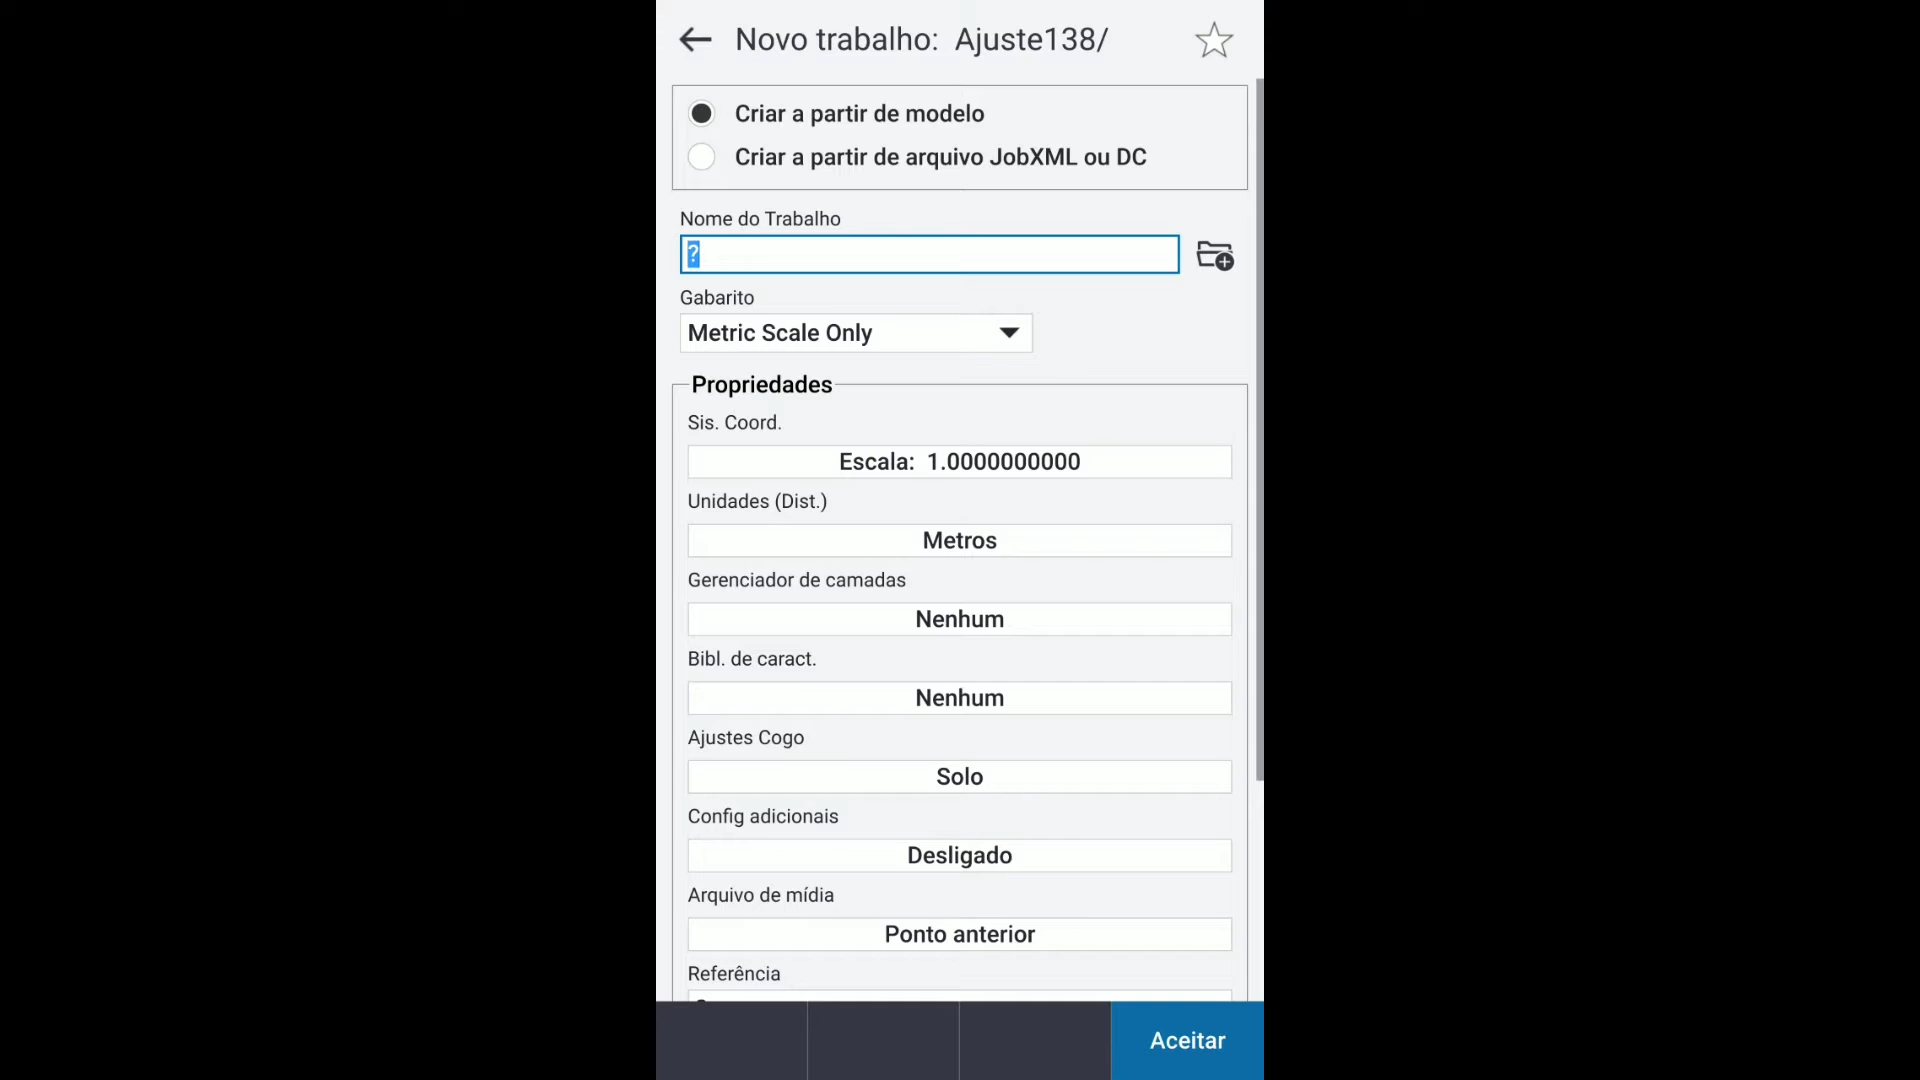 Novo trabalho: Ajuste138/
Criar a partir de modelo
Criar a partir de arquivo JobXML ou DC
Nome do Trabalho
?
Gabarito
Metric Scale Only
Propriedades
Sis. Coord.
Escala: 1.0000000000
Unidades (Dist.)
Metros
Gerenciador de camadas
Nenhum
Bibl. de caract.
Nenhum
Ajustes Cogo
Solo
Config adicionais
Desligado
Arquivo de mídia
Ponto anterior
Referência
Aceitar